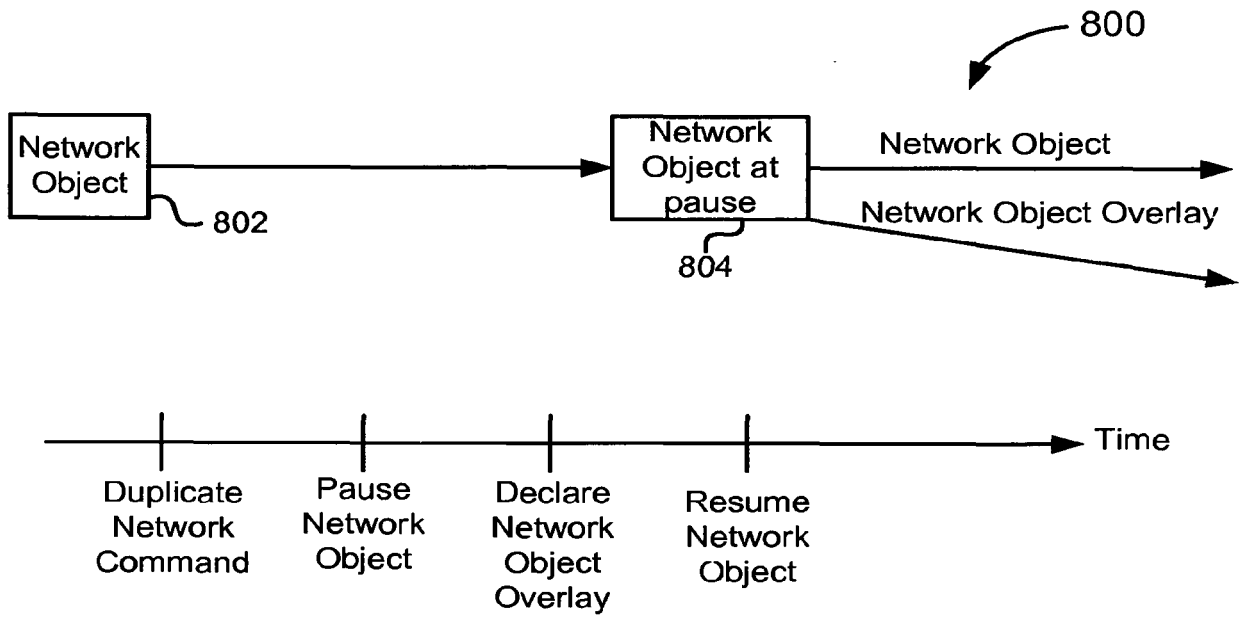 800
Network
Object
802
Network
Object at
pause
804
Network Object
Network Object Overlay
Time
Duplicate
Network
Command
Pause
Network
Object
Declare
Network
Object
Overlay
Resume
Network
Object